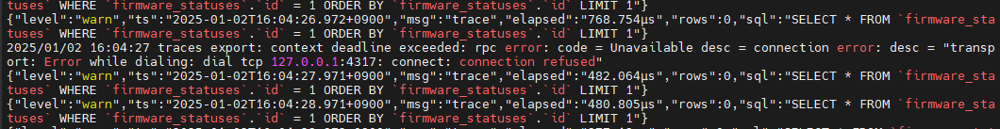 tuses` WHERE `firmware_statuses`.`id` = 1 ORDER BY `firmware_statuses`.`id` LIMIT 1"}
{"level":"warn","ts":"2025-01-02T16:04:26.972+0900","msg":"trace","elapsed":"768.754µs","rows":0,"sql":"SELECT * FROM `firmware_sta
tuses` WHERE `firmware_statuses`.`id` = 1 ORDER BY `firmware_statuses`.`id` LIMIT 1"}
2025/01/02 16:04:27 traces export: context deadline exceeded: rpc error: code = Unavailable desc = connection error: desc = "transp
ort: Error while dialing: dial tcp 127.0.0.1:4317: connect: connection refused"
{"level":"warn","ts":"2025-01-02T16:04:27.971+0900","msg":"trace","elapsed":"482.064µs","rows":0,"sql":"SELECT * FROM `firmware_sta
tuses` WHERE `firmware_statuses`.`id` = 1 ORDER BY `firmware_statuses`.`id` LIMIT 1"}
{"level":"warn","ts":"2025-01-02T16:04:28.971+0900","msg":"trace","elapsed":"480.805µs","rows":0,"sql":"SELECT * FROM `firmware_sta
tuses` WHERE `firmware_statuses`.`id` = 1 ORDER BY `firmware_statuses`.`id` LIMIT 1"}